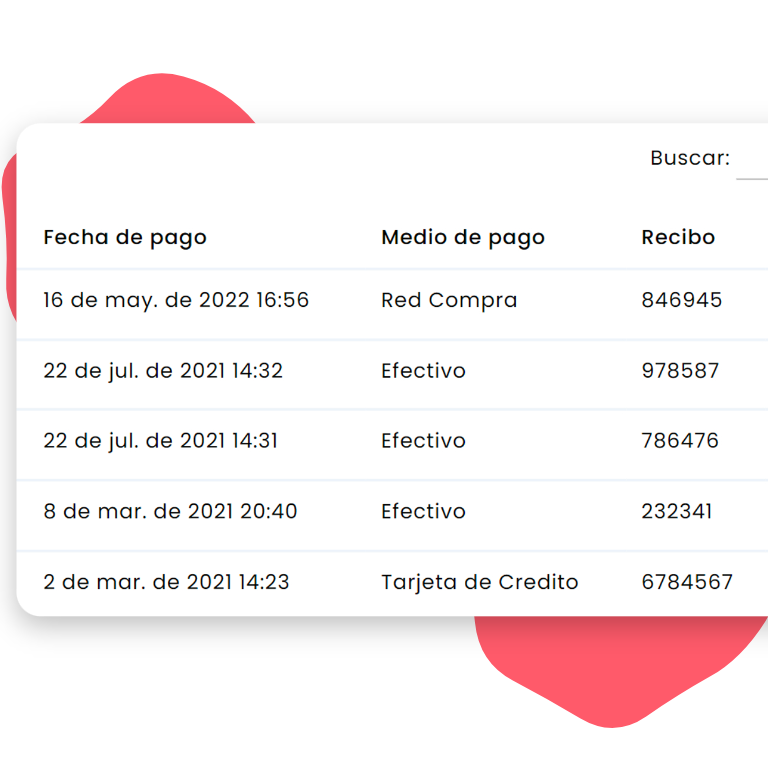 Buscar:
Fecha de pago Medio de pago Recibo
16 de may. de 2022 16:56 Red Compra 846945
22 de jul. de 2021 14:32 Efectivo 978587
22 de jul. de 2021 14:31 Efectivo 786476
8 de mar. de 2021 20:40 Efectivo 232341
2 de mar. de 2021 14:23 Tarjeta de Credito 6784567